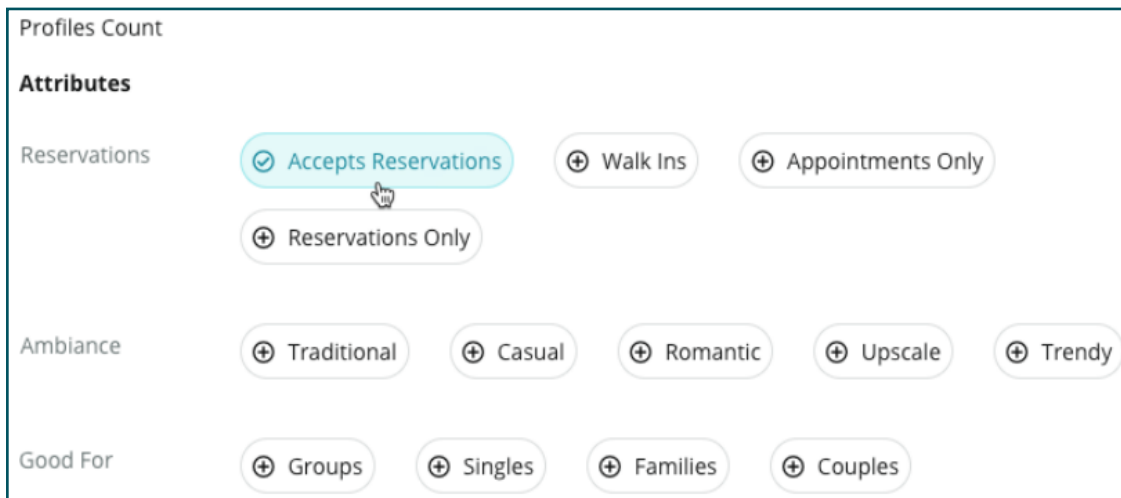 Profiles Count
Attributes
Reservations
Accepts Reservations Walk Ins Appointments Only
Reservations Only
Ambiance
Traditional Casual Romantic Upscale Trendy
Good For
Groups Singles Families Couples